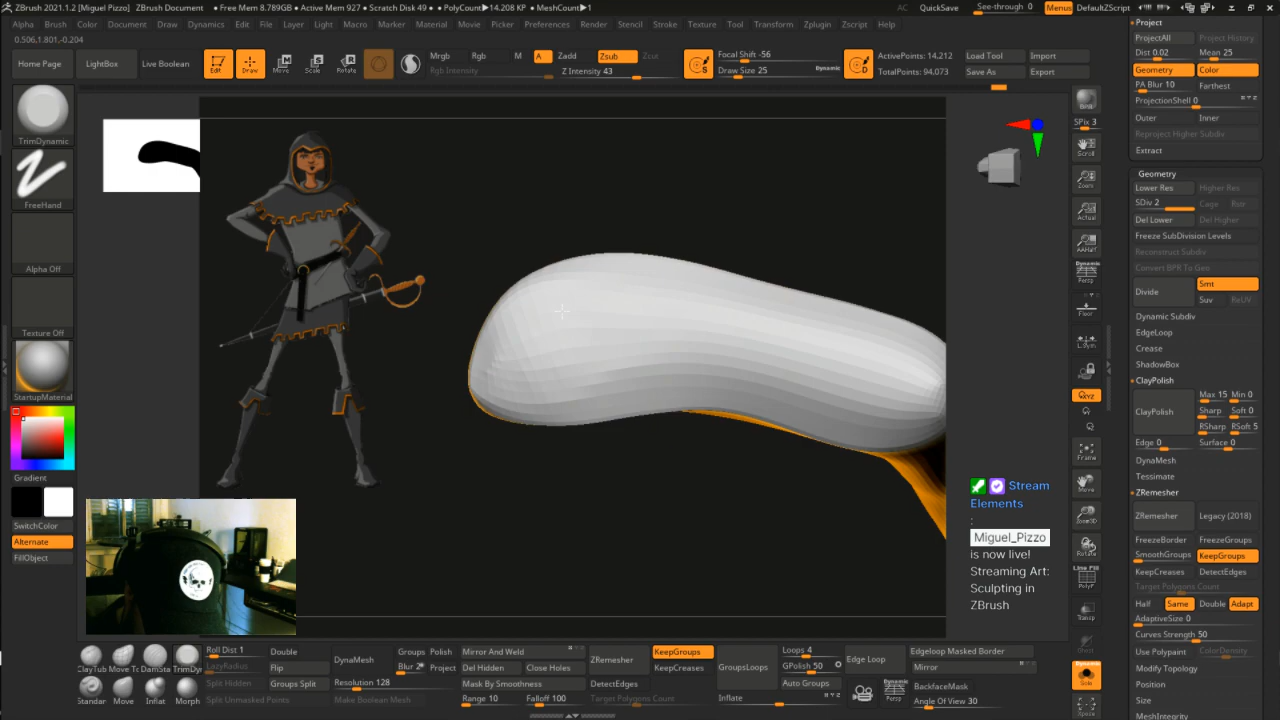 ZBrush 2021.1.2 [Miguel Pizzo]   ZBrush Document   ● Free Mem 8.789GB ● Active Mem 927 ● Scratch Disk 49 ● PolyCount▶14.208 KP ● MeshCount▶1
AC QuickSave See-through 0 Menus DefaultZScript
Alpha Brush Color Document Draw Dynamics Edit File Layer Light Macro Marker Material Movie Picker Preferences Render Stencil Stroke Texture Tool Transform Zplugin Zscript Help
0.506,1.801,-0.204
Home Page LightBox Live Boolean Edit Draw Move Scale Rotate
Mrgb Rgb M A Zadd Zsub Zcut
Rgb Intensity Z Intensity 43
Focal Shift -56
Draw Size 25 Dynamic
ActivePoints: 14,212
TotalPoints: 94,073
Load Tool Import
Save As Export
TrimDynamic
FreeHand
Alpha Off
Texture Off
StartupMaterial
Gradient
SwitchColor
Alternate
FillObject
BPR
SPix 3
Scroll
Zoom
Actual
AAHalf
Dynamic
Persp
Floor
L.Sym
QXYZ
Frame
Move
Zoom3D
Rotate
Line Fill
PolyF
Transp
Dynamic
Solo
Xpose
Project
ProjectAll Project History
Dist 0.02 Mean 25
Geometry Color
PA Blur 10 Farthest
ProjectionShell 0
Outer Inner
Reproject Higher Subdiv
Extract
Geometry
Lower Res Higher Res
SDiv 2 Cage Rstr
Del Lower Del Higher
Freeze SubDivision Levels
Reconstruct Subdiv
Convert BPR To Geo
Divide Smt
Suv ReUV
Dynamic Subdiv
EdgeLoop
Crease
ShadowBox
ClayPolish
ClayPolish Max 15 Min 0
Sharp Soft 0
RSharp RSoft 5
Edge 0 Surface 0
DynaMesh
Tessimate
ZRemesher
ZRemesher Legacy (2018)
FreezeBorder FreezeGroups
SmoothGroups KeepGroups
KeepCreases DetectEdges
Target Polygons Count
Half Same Double Adapt
AdaptiveSize 0
Curves Strength 50
Use Polypaint ColorDensity
Modify Topology
Position
Size
MeshIntegrity
Stream
Elements
:
Miguel_Pizzo
is now live!
Streaming Art:
Sculpting in
ZBrush
ClayTub Move To DamSta TrimDy
Standar Move Inflat Morph
Roll Dist 1 Double
LazyRadius Flip
Split Hidden Groups Split
Split Unmasked Points
DynaMesh
Groups Polish
Blur 2 Project
Resolution 128
Make Boolean Mesh
Mirror And Weld
Del Hidden Close Holes
Mask By Smoothness
Range 10 Falloff 100
ZRemesher KeepGroups
KeepCreases
DetectEdges
Target Polygons Count
GroupsLoops Loops 4
GPolish 50
Auto Groups
Inflate
Edge Loop
Dynamic
Persp
Edgeloop Masked Border
Mirror
BackfaceMask
Angle Of View 30